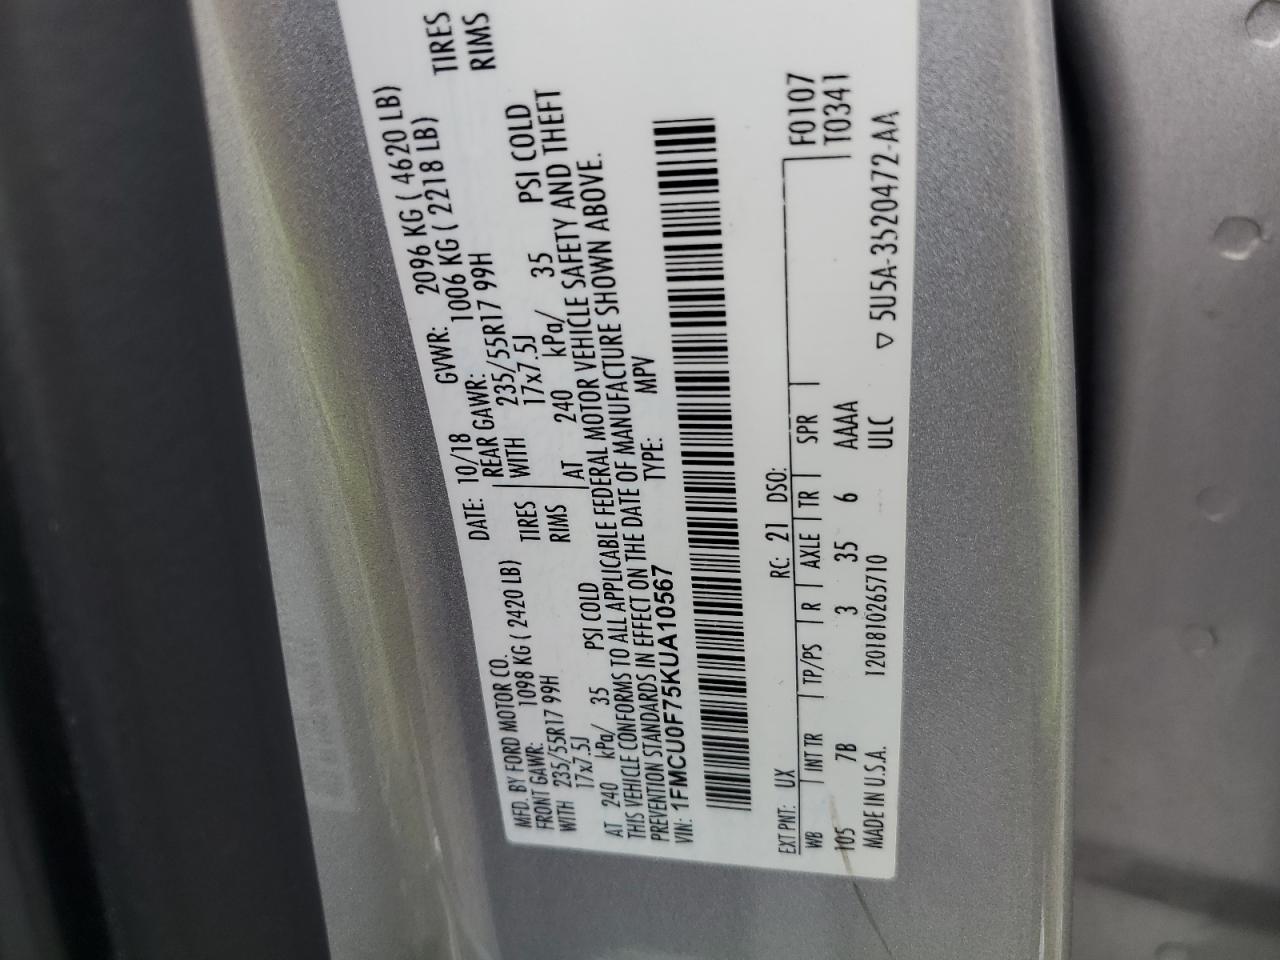 MFD. BY FORD MOTOR CO.
DATE: 10/18 GVWR: 2096 KG ( 4620 LB)
FRONT GAWR: 1098 KG ( 2420 LB) REAR GAWR: 1006 KG ( 2218 LB)
WITH 235/55R17 99H TIRES WITH 235/55R17 99H TIRES
17x7.5J RIMS 17x7.5J RIMS
AT 240 kPa/ 35 PSI COLD AT 240 kPa/ 35 PSI COLD
THIS VEHICLE CONFORMS TO ALL APPLICABLE FEDERAL MOTOR VEHICLE SAFETY AND THEFT
PREVENTION STANDARDS IN EFFECT ON THE DATE OF MANUFACTURE SHOWN ABOVE.
VIN: 1FMCU0F75KUA10567 TYPE: MPV
EXT PNT: UX RC: 21 DSO: F0107
WB INT TR TP/PS R AXLE TR SPR T0341
105 7B 3 35 6 AAAA
MADE IN U.S.A. 1201810265710 ULC ▽ 5U5A-3520472-AA